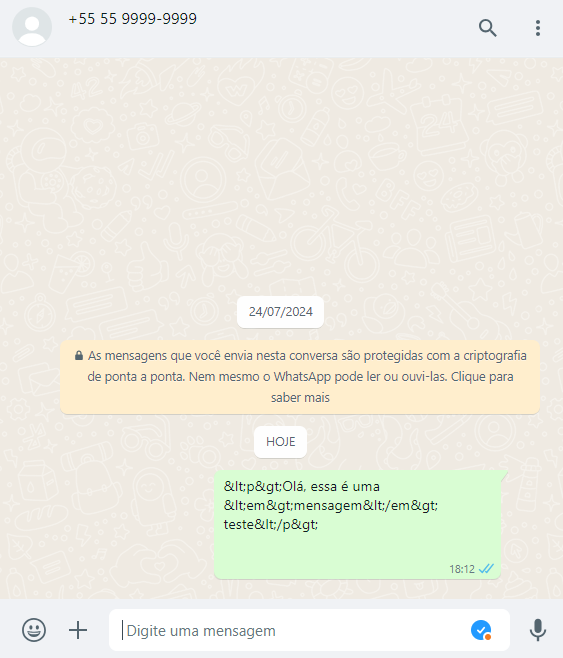 +55 55 9999-9999
24/07/2024
As mensagens que você envia nesta conversa são protegidas com a criptografia
de ponta a ponta. Nem mesmo o WhatsApp pode ler ou ouvi-las. Clique para
saber mais
HOJE
&lt;p&gt;Olá, essa é uma
&lt;em&gt;mensagem&lt;/em&gt;
teste&lt;/p&gt;
18:12
Digite uma mensagem